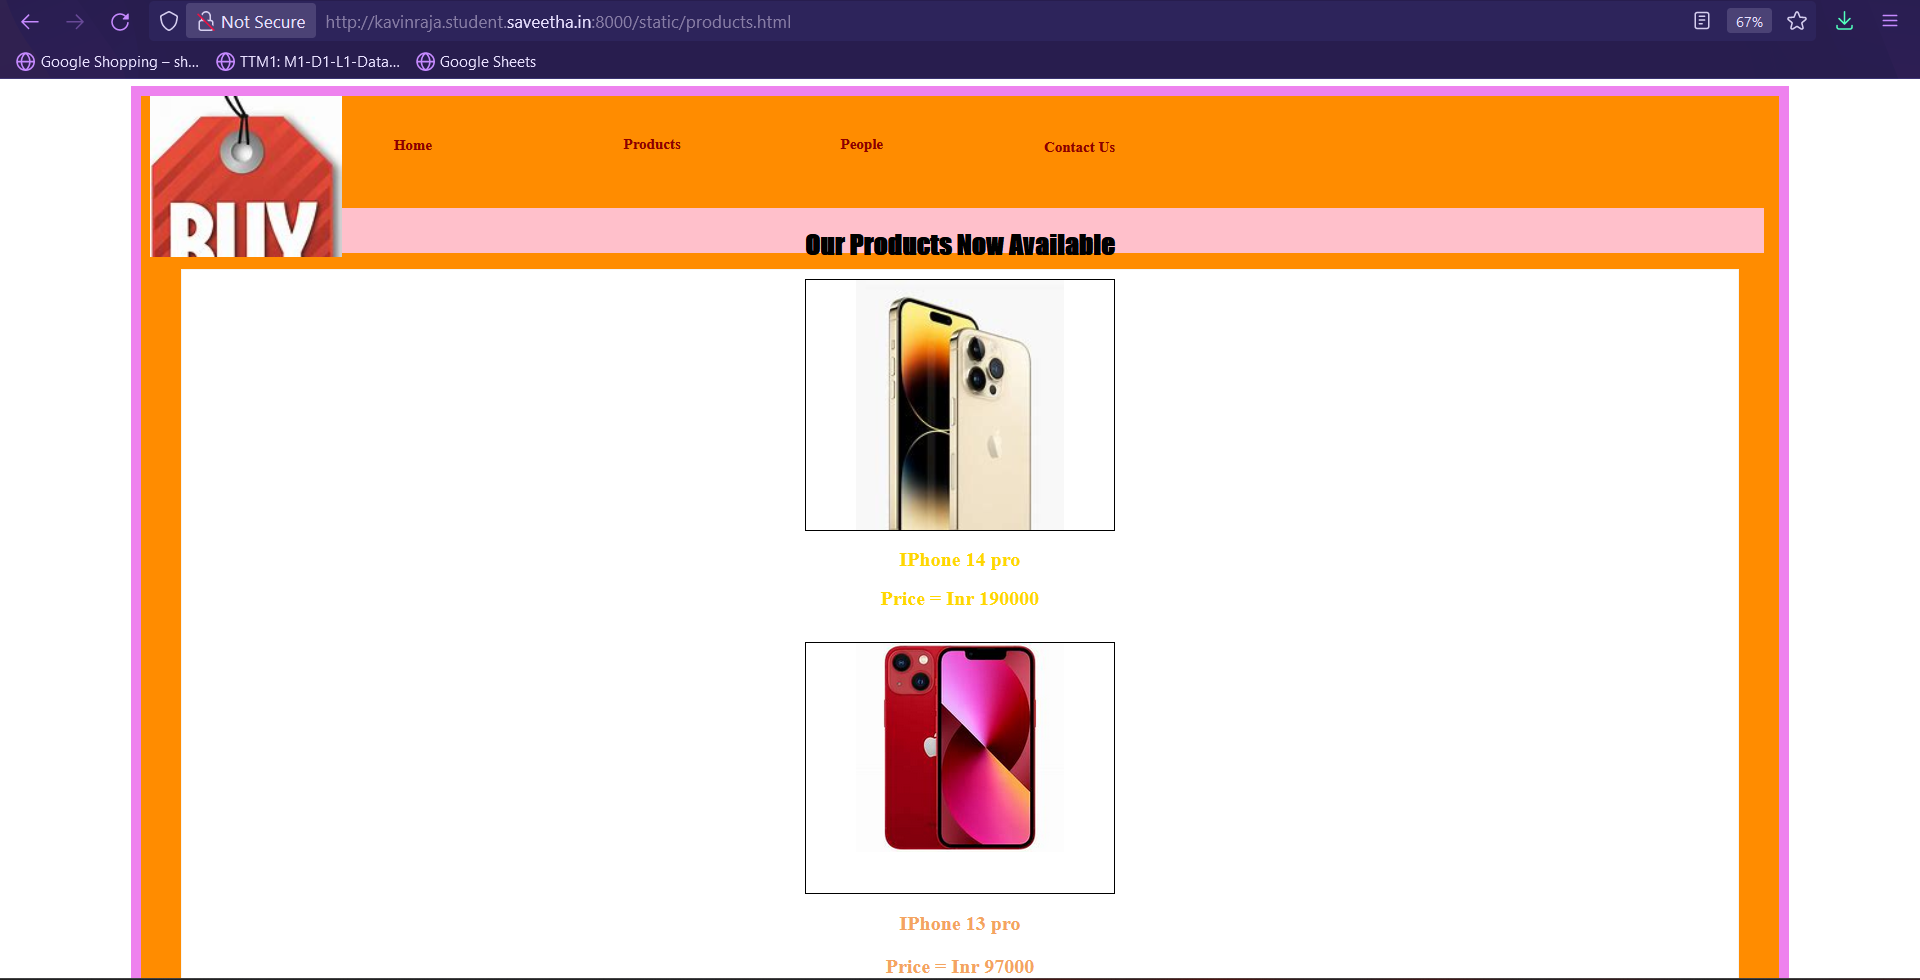 Not Secure http://kavinraja.student.saveetha.in:8000/static/products.html 67%
Google Shopping – sh... TTM1: M1-D1-L1-Data... Google Sheets
Home Products People Contact Us
BUY
Our Products Now Available
IPhone 14 pro
Price = Inr 190000
IPhone 13 pro
Price = Inr 97000